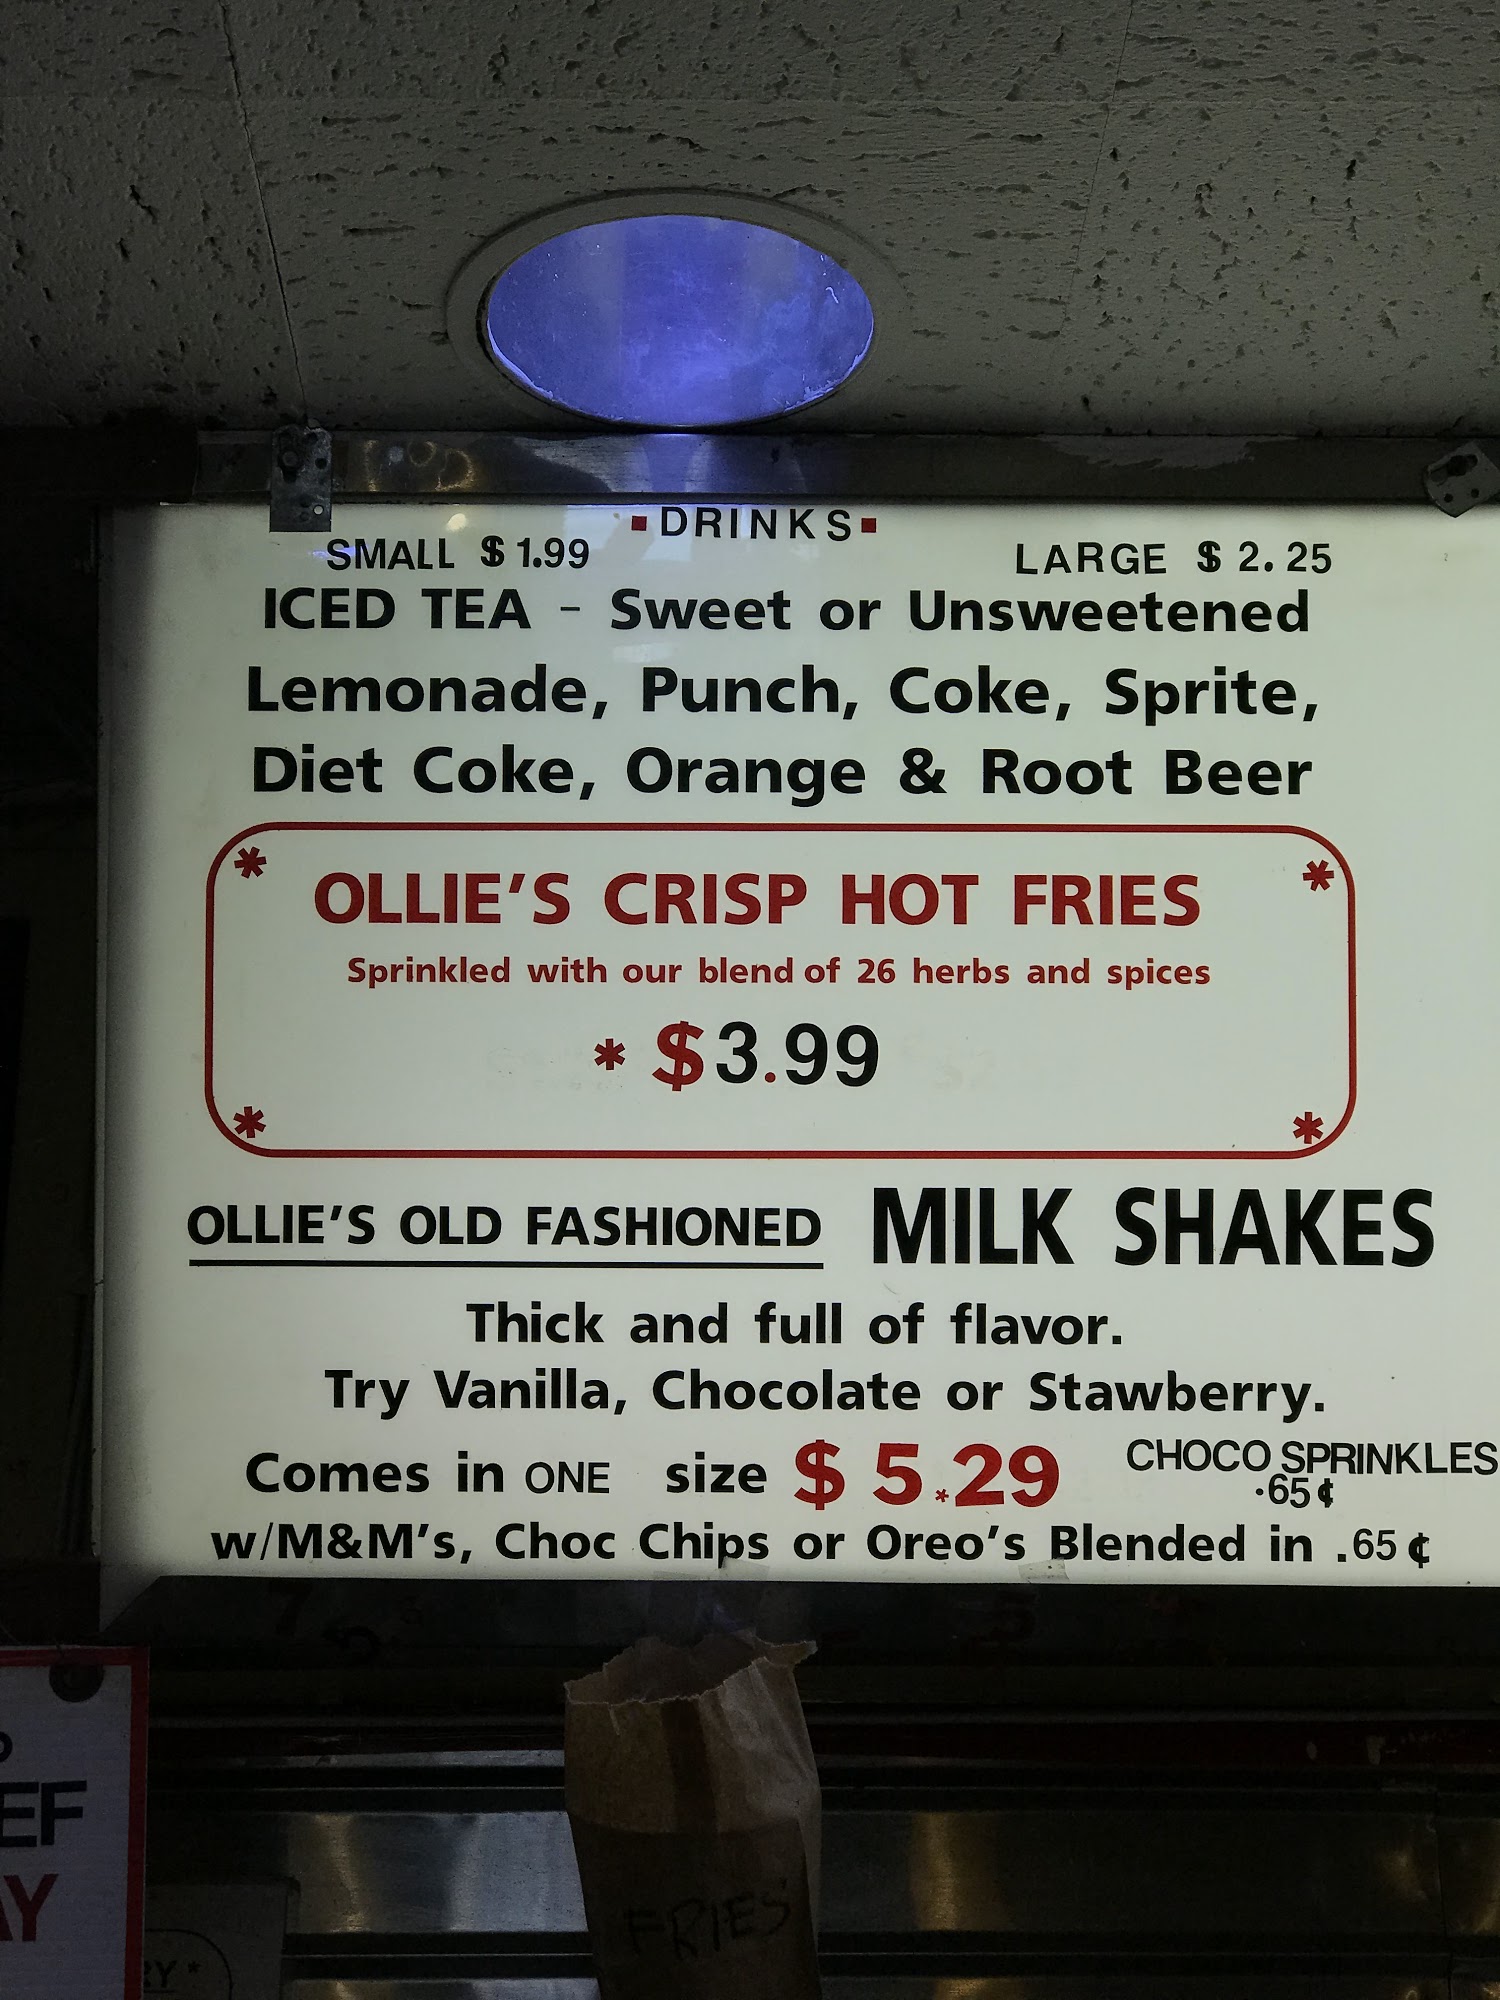 ▪DRINKS▪
SMALL $1.99 LARGE $2.25
ICED TEA - Sweet or Unsweetened
Lemonade, Punch, Coke, Sprite,
Diet Coke, Orange & Root Beer
* *
OLLIE'S CRISP HOT FRIES
Sprinkled with our blend of 26 herbs and spices
* $3.99
* *
OLLIE'S OLD FASHIONED MILK SHAKES
Thick and full of flavor.
Try Vanilla, Chocolate or Stawberry.
Comes in ONE size $5.29 CHOCO SPRINKLES
.65¢
w/M&M's, Choc Chips or Oreo's Blended in .65¢
FRIES